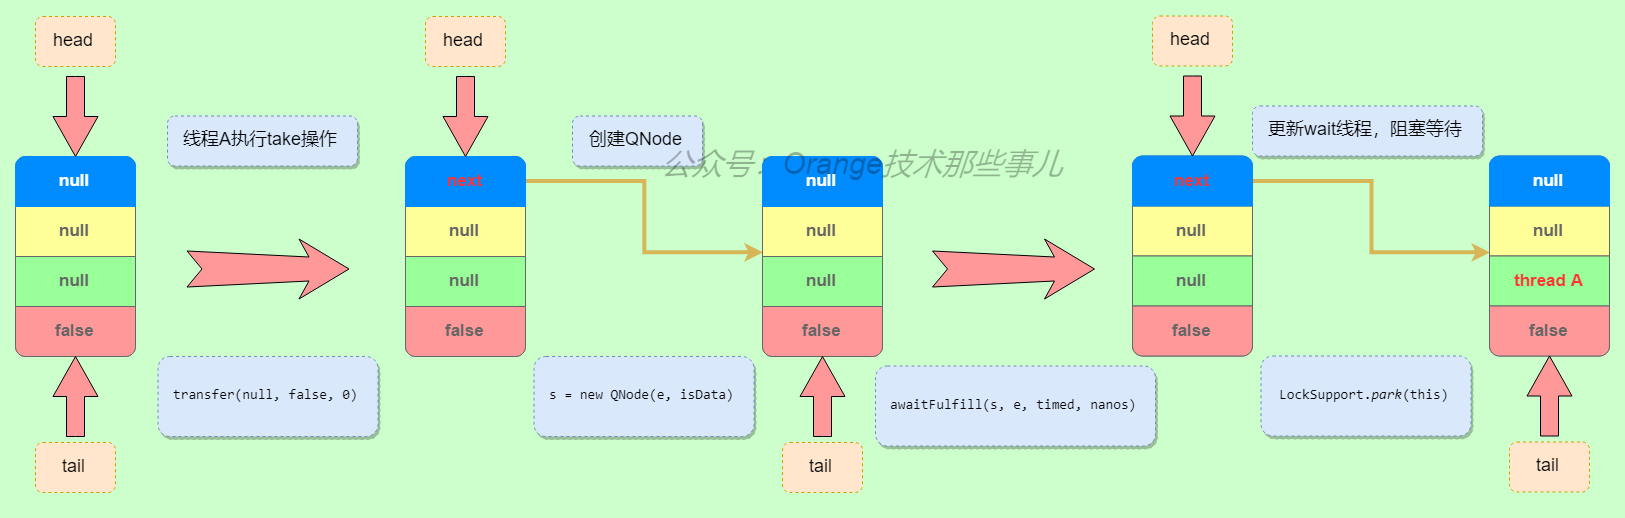 head
head
head
线程A执行take操作
创建QNode
更新wait线程，阻塞等待
公众号：Orange技术那些事儿
null
null
null
false
next
null
null
false
null
null
null
false
next
null
null
false
null
null
thread A
false
transfer(null, false, 0)
s = new QNode(e, isData)
awaitFulfill(s, e, timed, nanos)
LockSupport.park(this)
tail
tail
tail